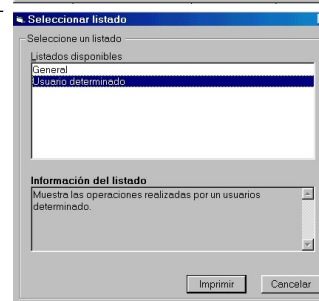 Seleccionar listado
Seleccione un listado
Listados disponibles
General
Usuario determinado
Información del listado
Muestra las operaciones realizadas por un usuarios
determinado.
Imprimir
Cancelar